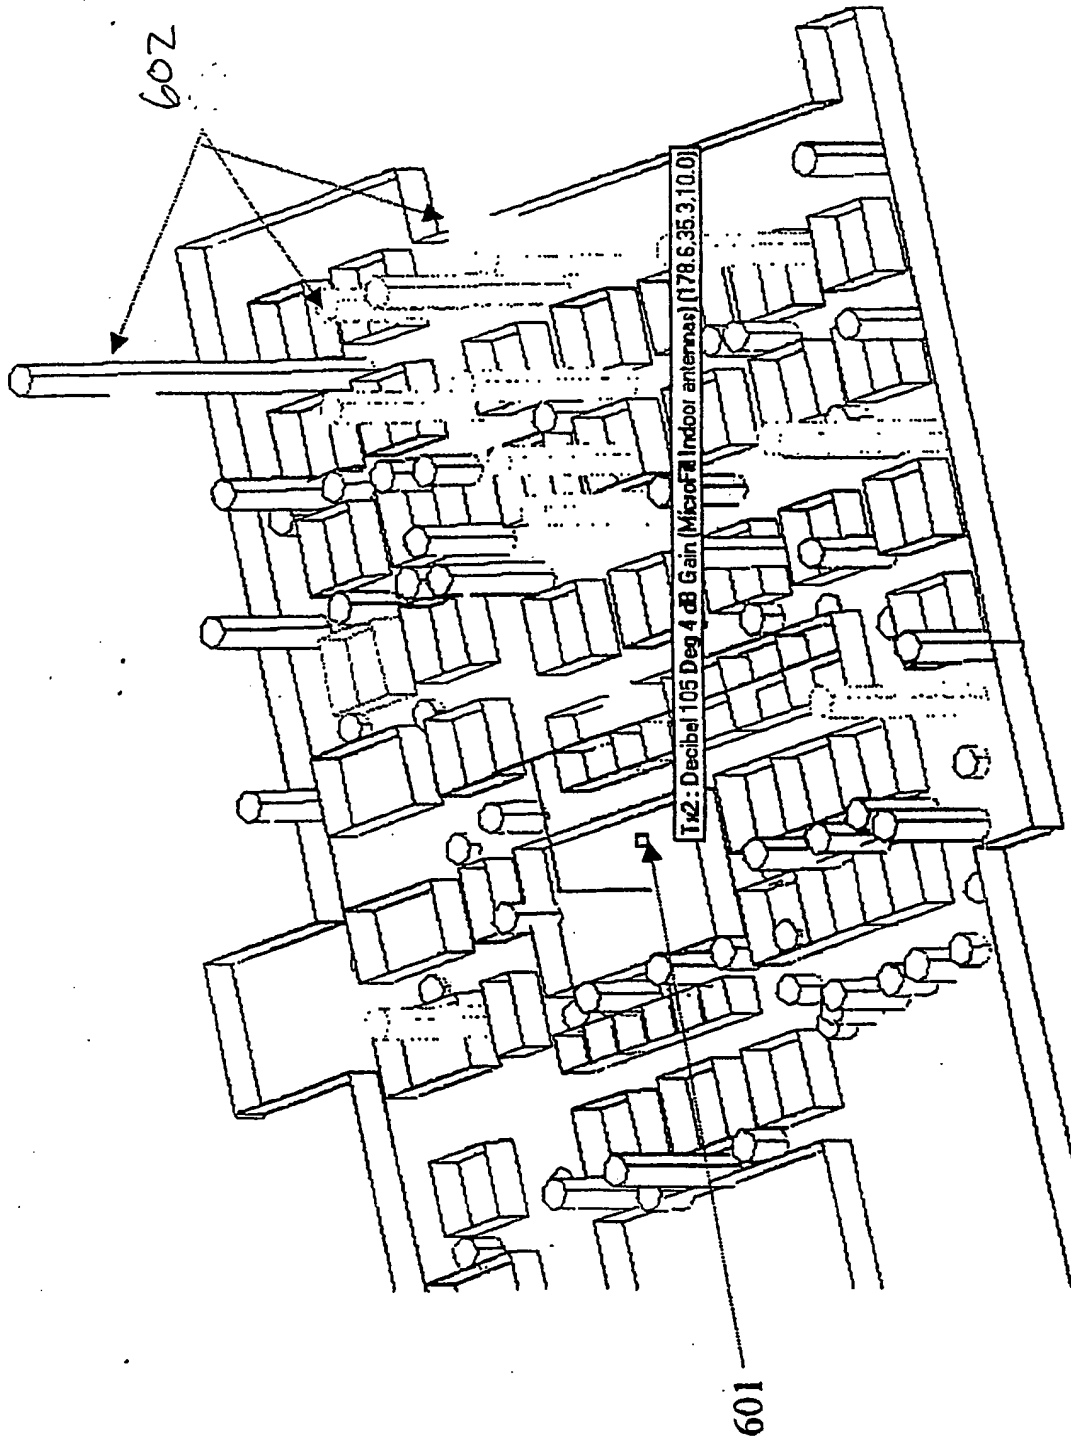 602
Tx2 : Decibel 105 Deg 4 dB Gain (MicroFill Indoor antennas) (178.6,35.3,10.0)
601